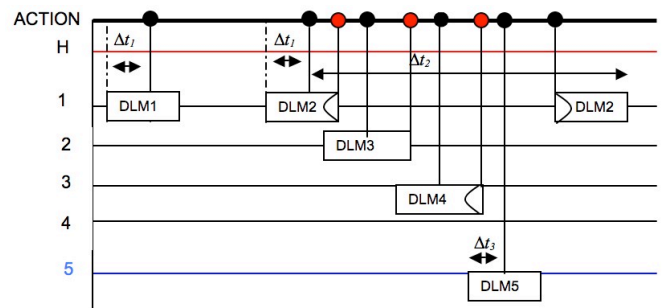 ACTION
Δt₁ Δt₁
H
Δt₂
1 DLM1 DLM2 DLM2
2 DLM3
3
DLM4
4
Δt₃
5
DLM5